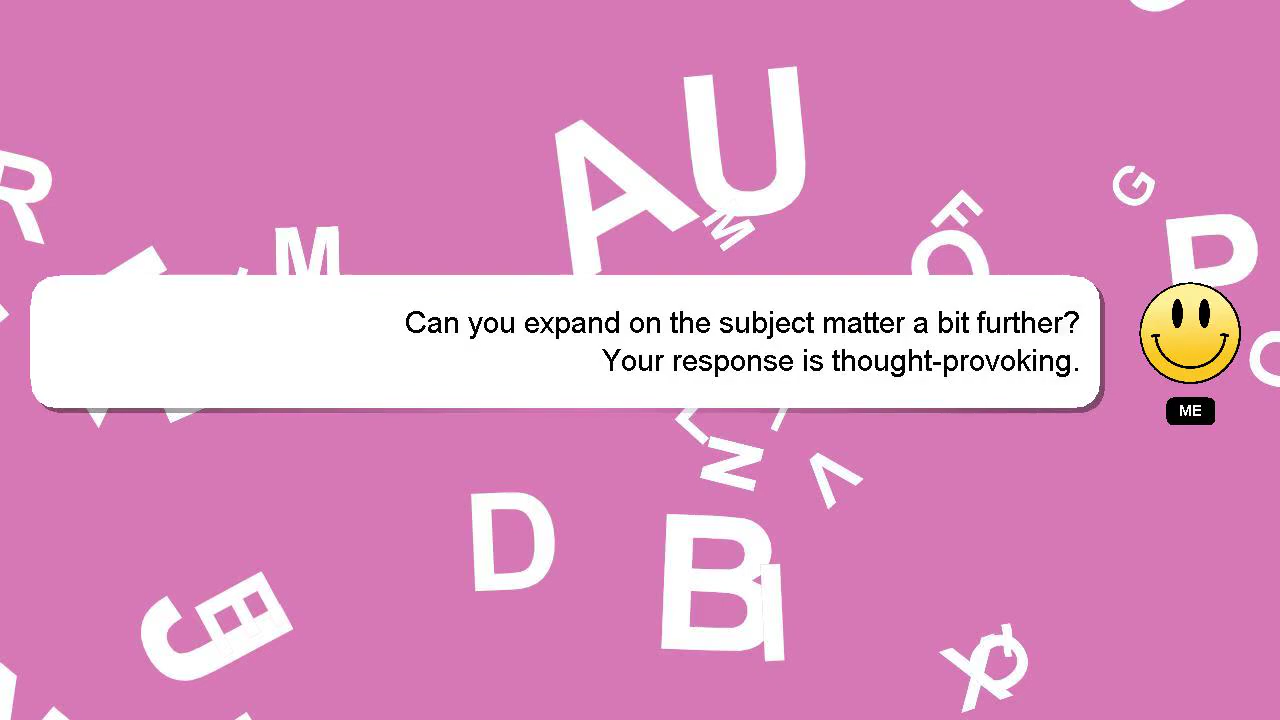 R
M
A
U
M
F
O
G
P
Can you expand on the subject matter a bit further?
Your response is thought-provoking.
ME
N
V
D
B
I
J
E
X
Q